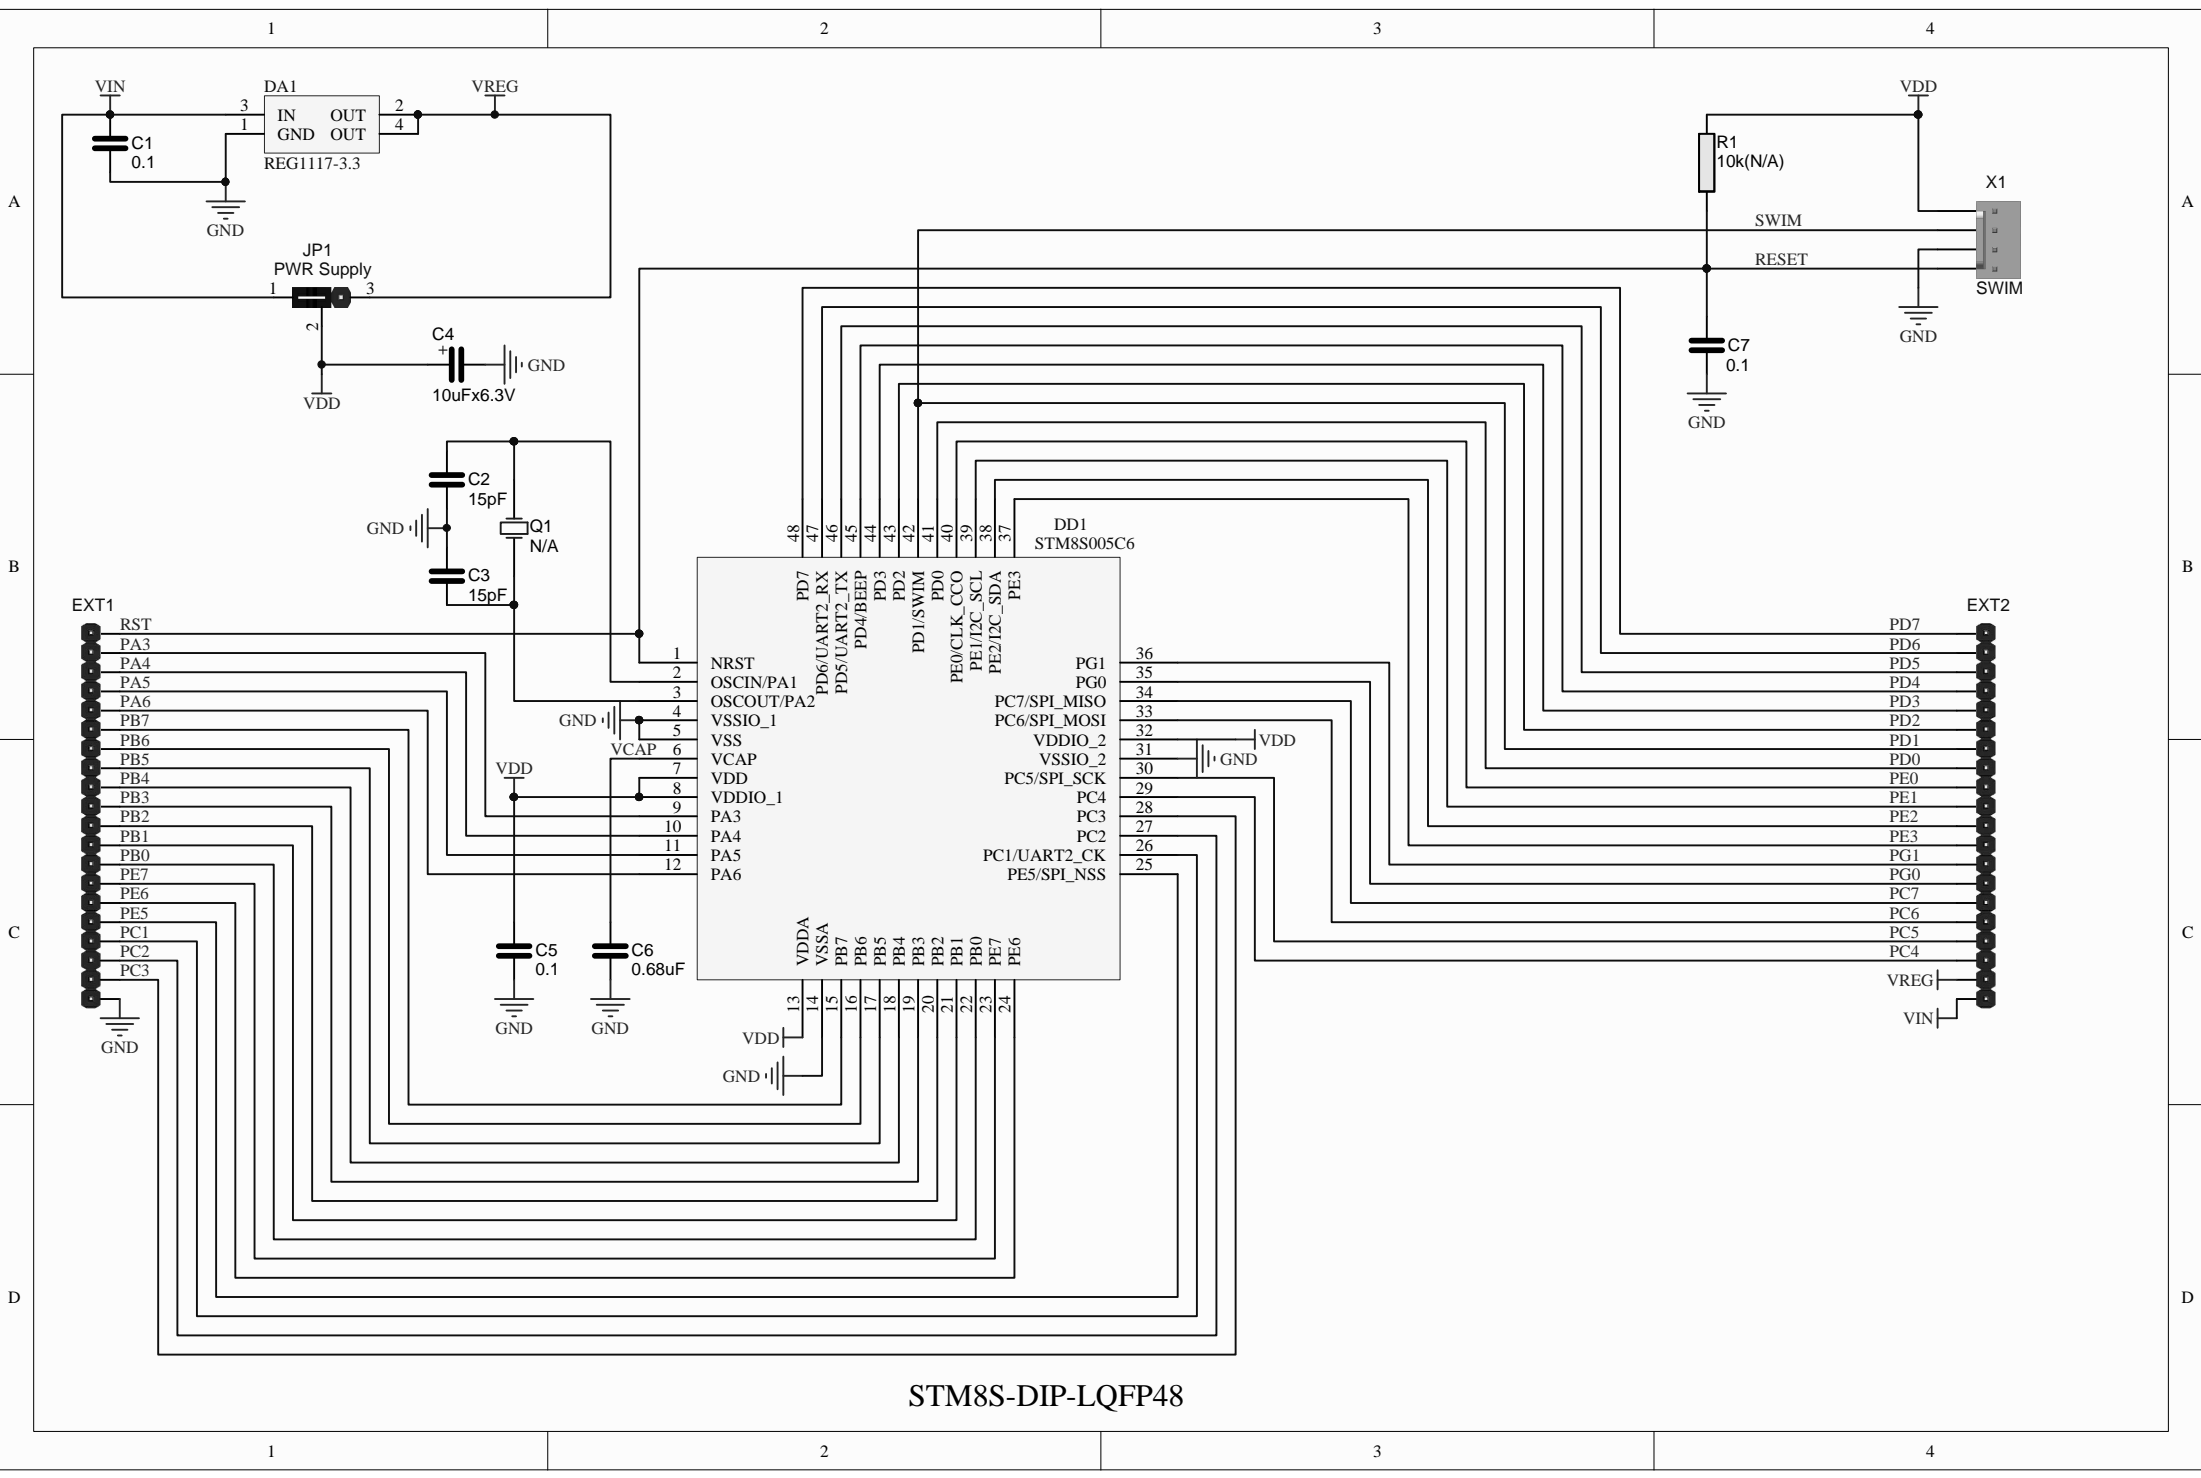 1 2 3 4
VIN DA1 VREG VDD
3 IN OUT 2
1 GND OUT 4
C1
0.1
REG1117-3.3
R1
10k(N/A)
X1
A A
GND
SWIM
JP1
PWR Supply
RESET
1 3
SWIM
2
C4
+
GND
GND
10uFx6.3V
VDD
C7
0.1
GND
C2
15pF
GND
Q1
N/A
C3
15pF
B B
48 47 46 45 44 43 42 41 40 39 38 37
DD1
STM8S005C6
PD7
PD6/UART2_RX
PD5/UART2_TX
PD4/BEEP
PD3
PD2
PD1/SWIM
PD0
PE0/CLK_CCO
PE1/I2C_SCL
PE2/I2C_SDA
PE3
EXT1
RST
PA3
PA4
PA5
PA6
PB7
PB6
PB5
PB4
PB3
PB2
PB1
PB0
PE7
PE6
PE5
PC1
PC2
PC3
GND
1 NRST
2 OSCIN/PA1
3 OSCOUT/PA2
GND 4 VSSIO_1
5 VSS
VCAP 6 VCAP
7 VDD
VDD 8 VDDIO_1
9 PA3
10 PA4
11 PA5
12 PA6
PG1 36
PG0 35
PC7/SPI_MISO 34
PC6/SPI_MOSI 33
VDDIO_2 32 VDD
VSSIO_2 31 GND
PC5/SPI_SCK 30
PC4 29
PC3 28
PC2 27
PC1/UART2_CK 26
PE5/SPI_NSS 25
EXT2
PD7
PD6
PD5
PD4
PD3
PD2
PD1
PD0
PE0
PE1
PE2
PE3
PG1
PG0
PC7
PC6
PC5
PC4
VREG
VIN
C C
C5
0.1
GND
C6
0.68uF
GND
VDDA
VSSA
PB7
PB6
PB5
PB4
PB3
PB2
PB1
PB0
PE7
PE6
13 14 15 16 17 18 19 20 21 22 23 24
VDD
GND
D D
STM8S-DIP-LQFP48
1 2 3 4